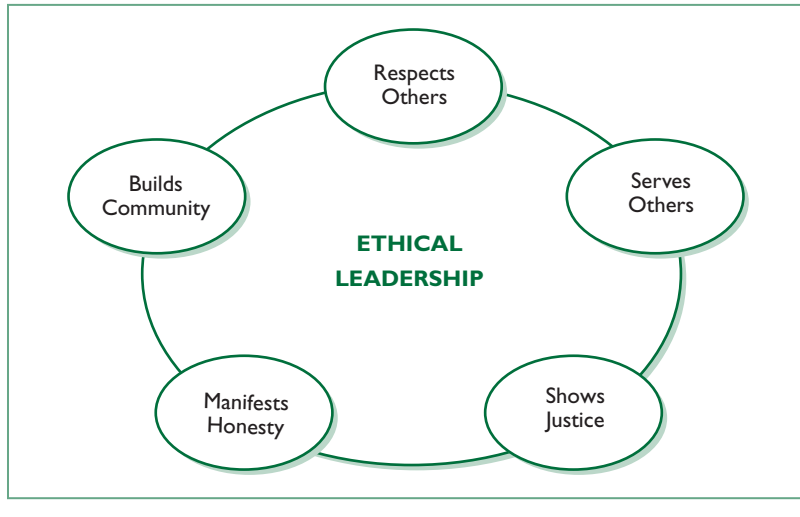 Respects
Others
Serves
Others
Shows
Justice
Manifests
Honesty
Builds
Community
ETHICAL
LEADERSHIP